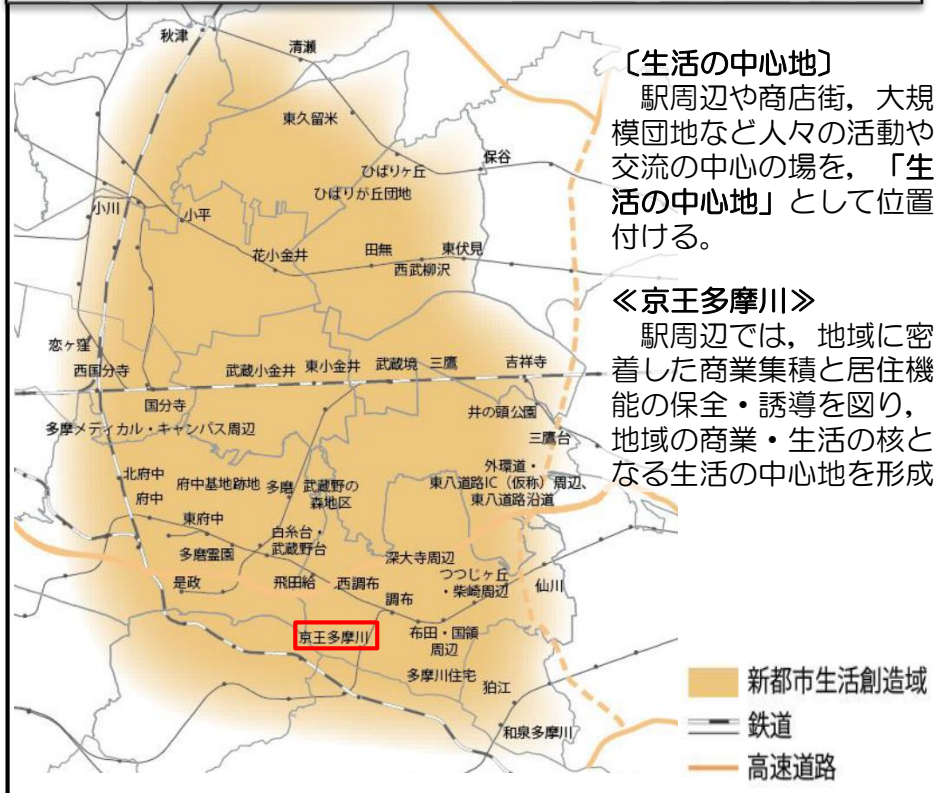 秋津
清瀬
〔生活の中心地〕
駅周辺や商店街，大規
模団地など人々の活動や
交流の中心の場を，「生
活の中心地」として位置
付ける。
東久留米
ひばりヶ丘
保谷
ひばりが丘団地
小川
小平
花小金井
田無
東伏見
西武柳沢
≪京王多摩川≫
駅周辺では，地域に密
着した商業集積と居住機
能の保全・誘導を図り，
地域の商業・生活の核と
なる生活の中心地を形成
恋ヶ窪
西国分寺
武蔵小金井
東小金井
武蔵境
三鷹
吉祥寺
国分寺
井の頭公園
多摩メディカル・キャンパス周辺
三鷹台
外環道・
東八道路IC（仮称）周辺、
東八道路沿道
北府中
府中基地跡地
多磨
武蔵野の
森地区
府中
東府中
白糸台・
武蔵野台
多磨霊園
深大寺周辺
是政
飛田給
西調布
つつじヶ丘
・柴崎周辺
仙川
調布
京王多摩川
布田・国領
周辺
多摩川住宅
狛江
和泉多摩川
新都市生活創造域
鉄道
高速道路